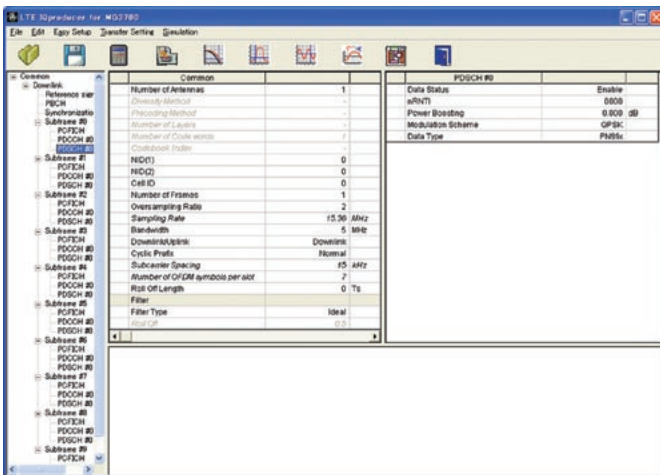 LTE IQproducer for MG3700
File Edit Easy Setup Transfer Setting Simulation
Common
Downlink
Reference sier
PBCH
Synchronizatio
Subframe #0
PCFICH
PDCCH #0
PDSCH #0
Subframe #1
PCFICH
PDCCH #0
PDSCH #0
Subframe #2
PCFICH
PDCCH #0
PDSCH #0
Subframe #3
PCFICH
PDCCH #0
PDSCH #0
Subframe #4
PCFICH
PDCCH #0
PDSCH #0
Subframe #5
PCFICH
PDCCH #0
PDSCH #0
Subframe #6
PCFICH
PDCCH #0
PDSCH #0
Subframe #7
PCFICH
PDCCH #0
PDSCH #0
Subframe #8
PCFICH
PDCCH #0
PDSCH #0
Subframe #9
PCFICH
Common
Number of Antennas 1
Diversity Method -
Precoding Method -
Number of Layers -
Number of Code words 1
Codebook Index -
NID(1) 0
NID(2) 0
Cell ID 0
Number of Frames 1
Oversampling Ratio 2
Sampling Rate 15.36 MHz
Bandwidth 5 MHz
Downlink/Uplink Downlink
Cyclic Prefix Normal
Subcarrier Spacing 15 kHz
Number of OFDM symbols per slot 7
Roll Off Length 0 Ts
Filter
Filter Type Ideal
Roll Off 0.5
PDSCH #0
Data Status Enable
nRNTI 0000
Power Boosting 0.000 dB
Modulation Scheme QPSK
Data Type PN9fix